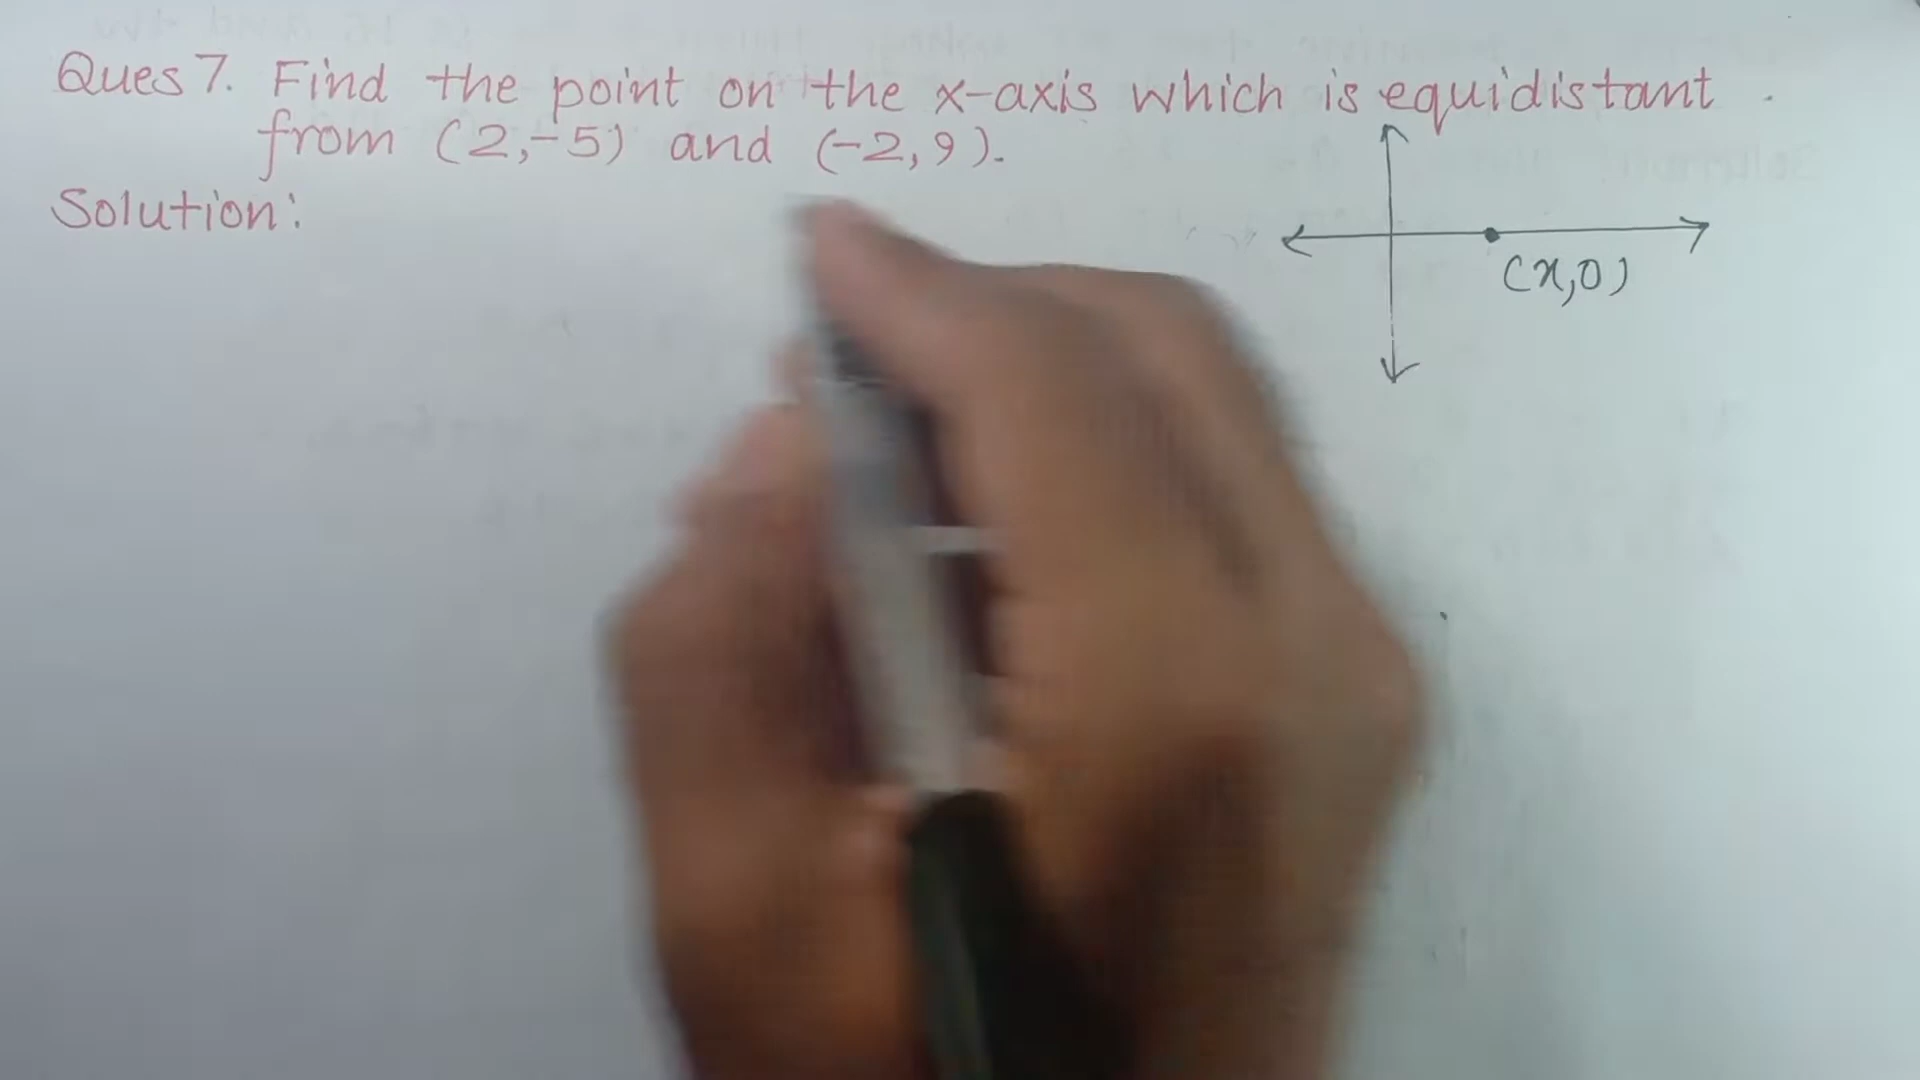 Ques 7. Find the point on the x-axis which is equidistant
from (2,-5) and (-2,9).
Solution:
(x,0)